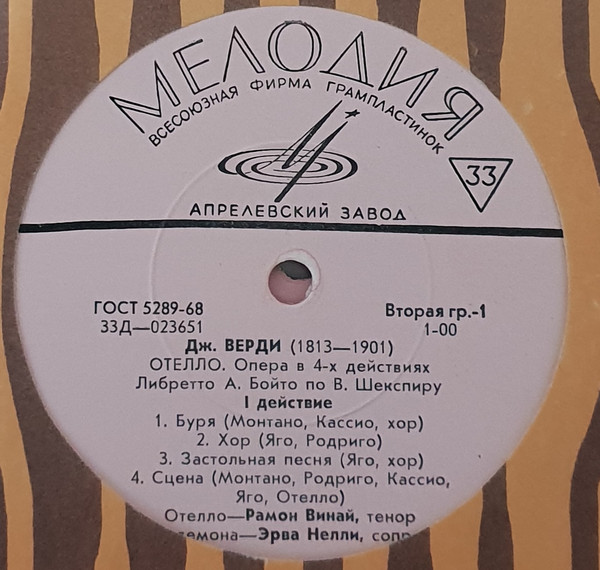 МЕЛОДИЯ
ВСЕСОЮЗНАЯ ФИРМА ГРАМПЛАСТИНОК
33
АПРЕЛЕВСКИЙ ЗАВОД
ГОСТ 5289-68 Вторая гр.-1
33Д—023651 1-00
Дж. ВЕРДИ (1813—1901)
ОТЕЛЛО. Опера в 4-х действиях
Либретто А. Бойто по В. Шекспиру
I действие
1. Буря (Монтано, Кассио, хор)
2. Хор (Яго, Родриго)
3. Застольная песня (Яго, хор)
4. Сцена (Монтано, Родриго, Кассио,
Яго, Отелло)
Отелло—Рамон Винай, тенор
емона—Эрва Нелли, сопр